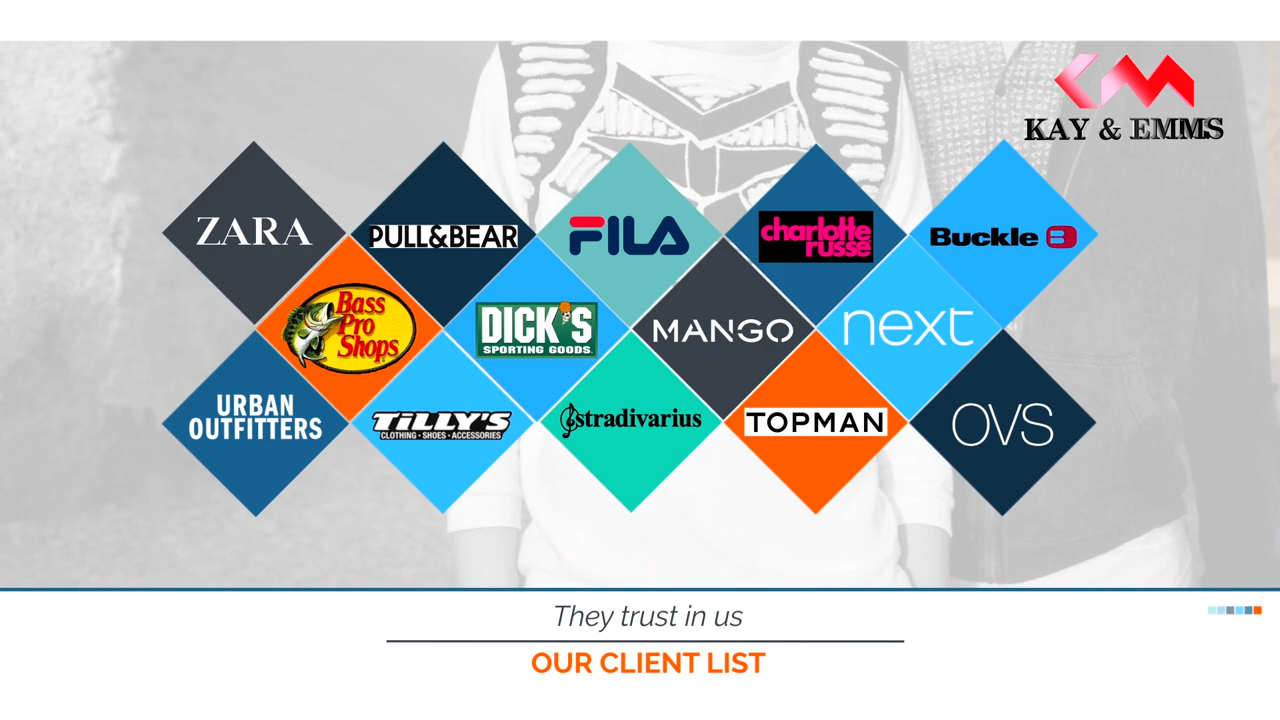 KAY & EMMS
ZARA
PULL&BEAR
FILA
charlotte
russe
Buckle B
Bass
Pro
Shops
DICK'S
SPORTING GOODS
MANGO
next
URBAN
OUTFITTERS
TiLLY'S
CLOTHING • SHOES • ACCESSORIES
stradivarius
TOPMAN
OVS
They trust in us
OUR CLIENT LIST